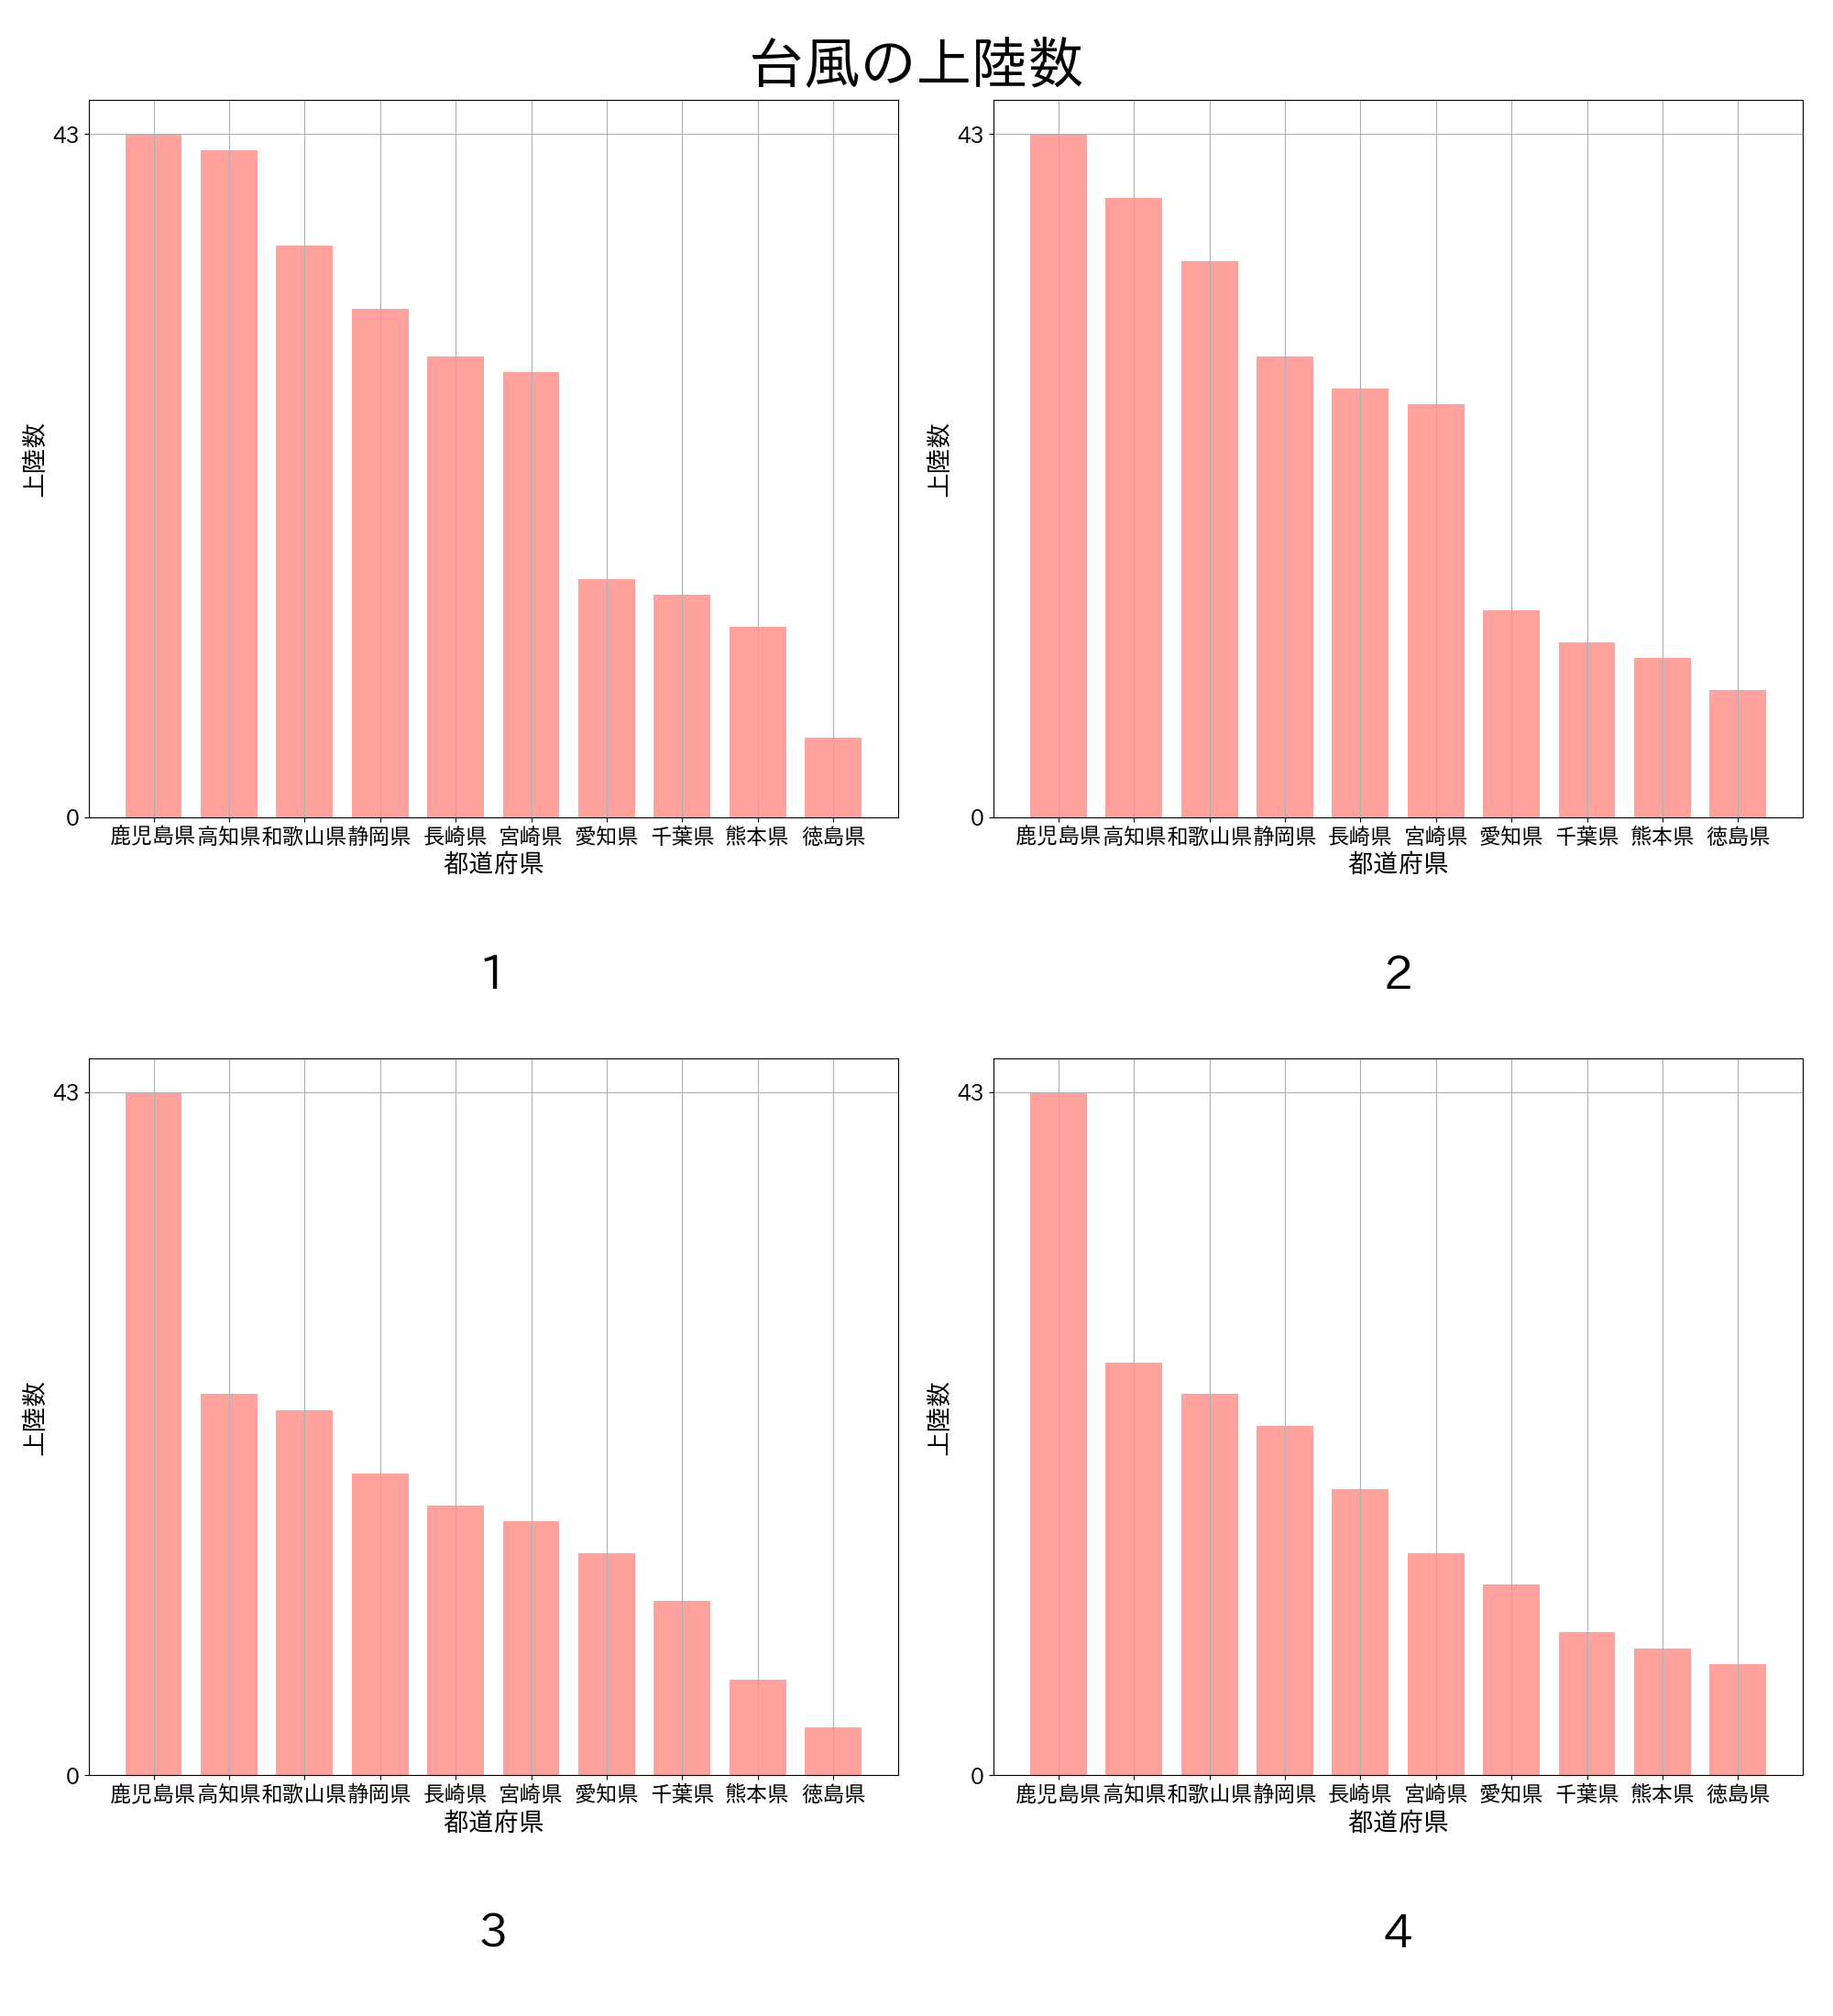 台風の上陸数
43
上陸数
0
鹿児島県 高知県 和歌山県 静岡県 長崎県 宮崎県 愛知県 千葉県 熊本県 徳島県
都道府県
1
43
上陸数
0
鹿児島県 高知県 和歌山県 静岡県 長崎県 宮崎県 愛知県 千葉県 熊本県 徳島県
都道府県
2
43
上陸数
0
鹿児島県 高知県 和歌山県 静岡県 長崎県 宮崎県 愛知県 千葉県 熊本県 徳島県
都道府県
3
43
上陸数
0
鹿児島県 高知県 和歌山県 静岡県 長崎県 宮崎県 愛知県 千葉県 熊本県 徳島県
都道府県
4